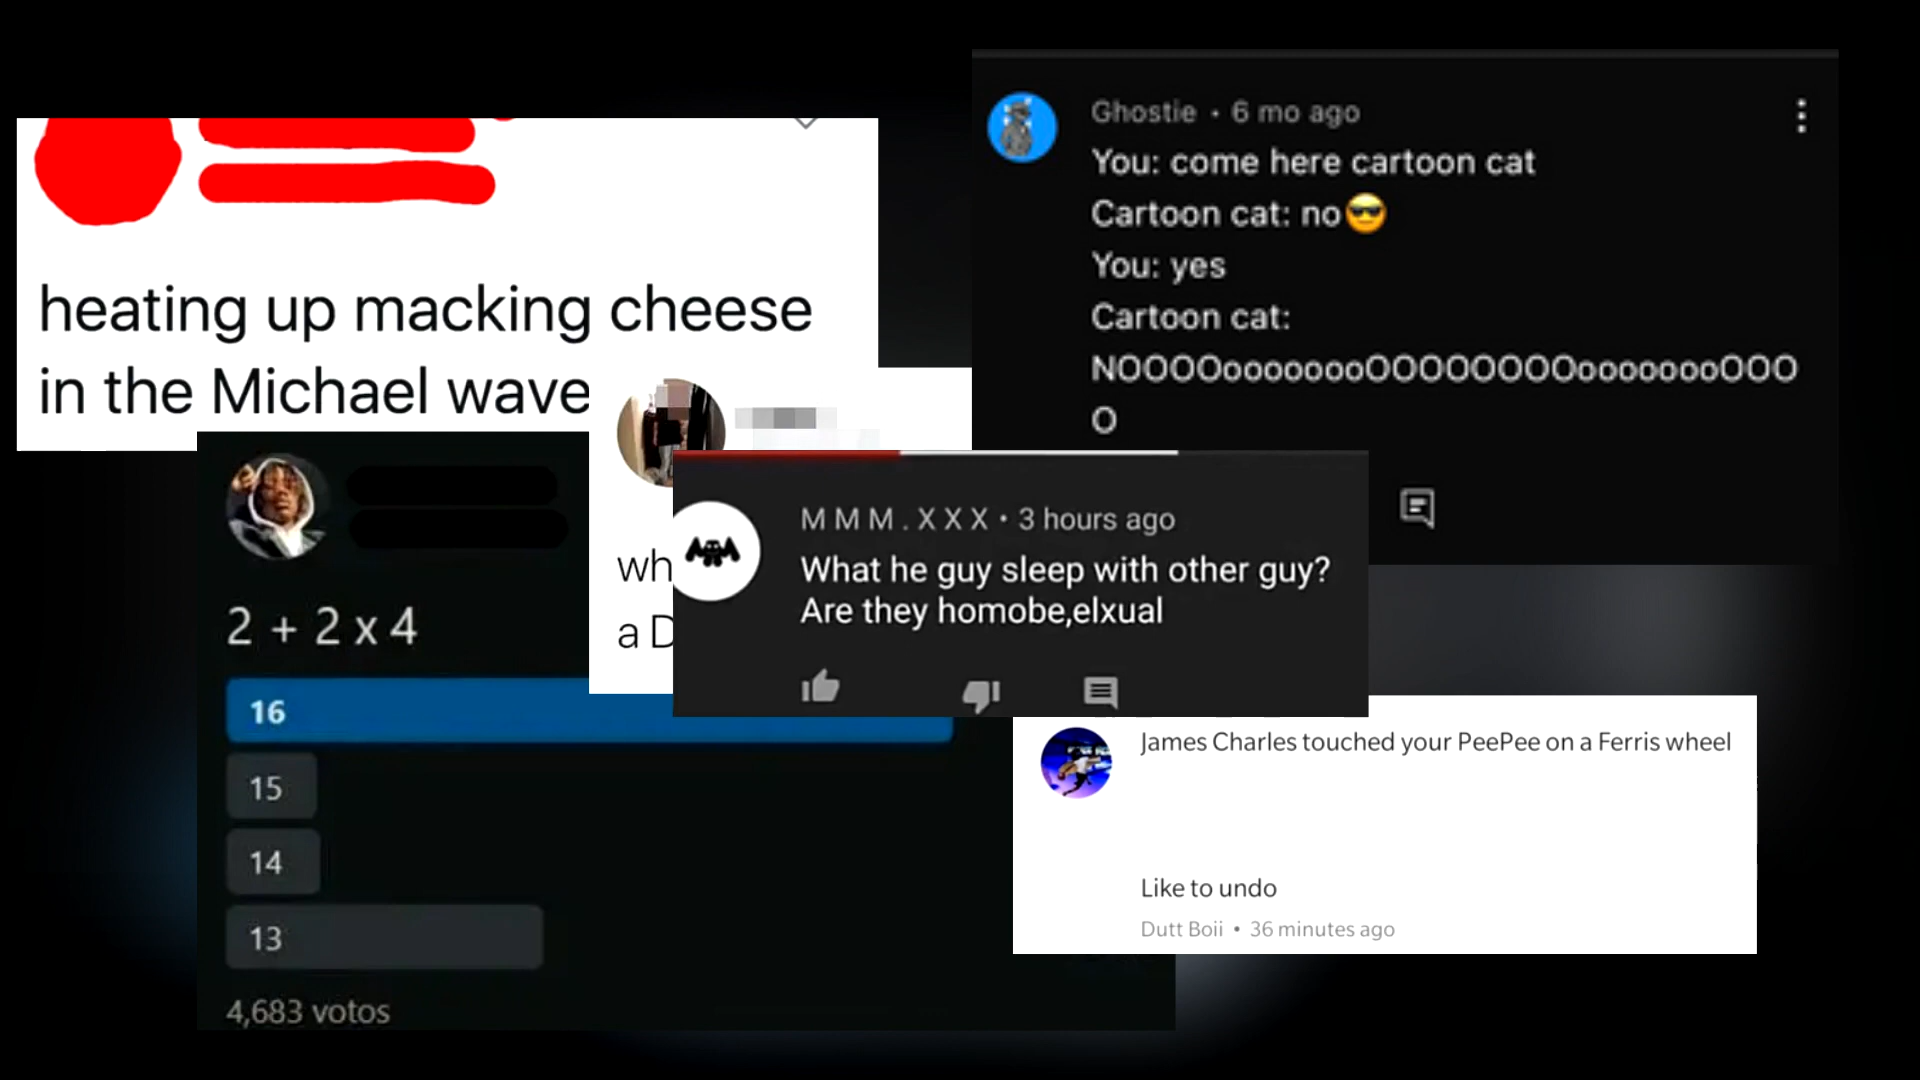 heating up macking cheese
in the Michael wave
Ghostie • 6 mo ago
You: come here cartoon cat
Cartoon cat: no😎
You: yes
Cartoon cat:
NOOOOoooooooOOOOOOOOoooooooOOO
O
wh
a D
M M M . X X X • 3 hours ago
What he guy sleep with other guy?
Are they homobe,elxual
2 + 2 x 4
16
15
14
13
4,683 votos
James Charles touched your PeePee on a Ferris wheel
Like to undo
Dutt Boii • 36 minutes ago